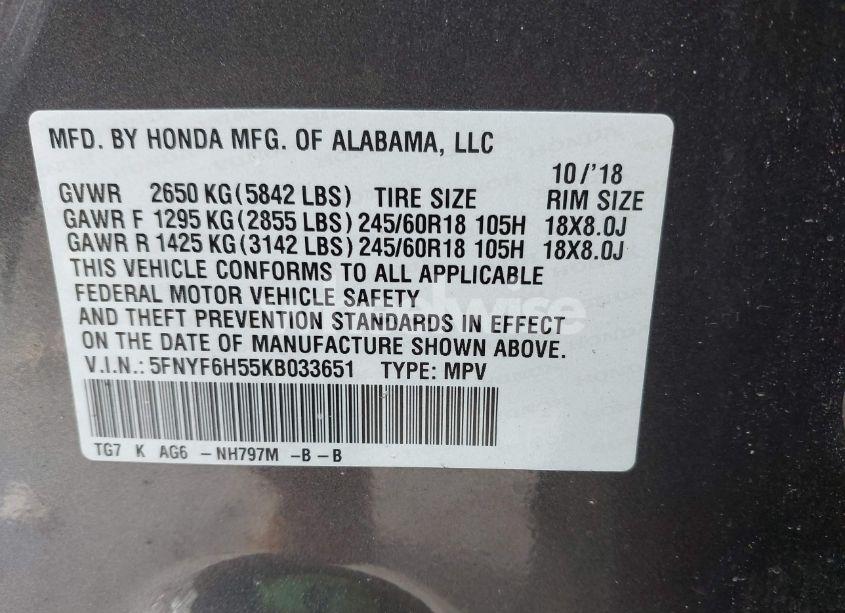 MFD. BY HONDA MFG. OF ALABAMA, LLC
10/'18
GVWR 2650 KG(5842 LBS) TIRE SIZE RIM SIZE
GAWR F 1295 KG(2855 LBS) 245/60R18 105H 18X8.0J
GAWR R 1425 KG(3142 LBS) 245/60R18 105H 18X8.0J
THIS VEHICLE CONFORMS TO ALL APPLICABLE
FEDERAL MOTOR VEHICLE SAFETY
AND THEFT PREVENTION STANDARDS IN EFFECT
ON THE DATE OF MANUFACTURE SHOWN ABOVE.
V.I.N.: 5FNYF6H55KB033651 TYPE: MPV
TG7 K AG6 -NH797M -B-B